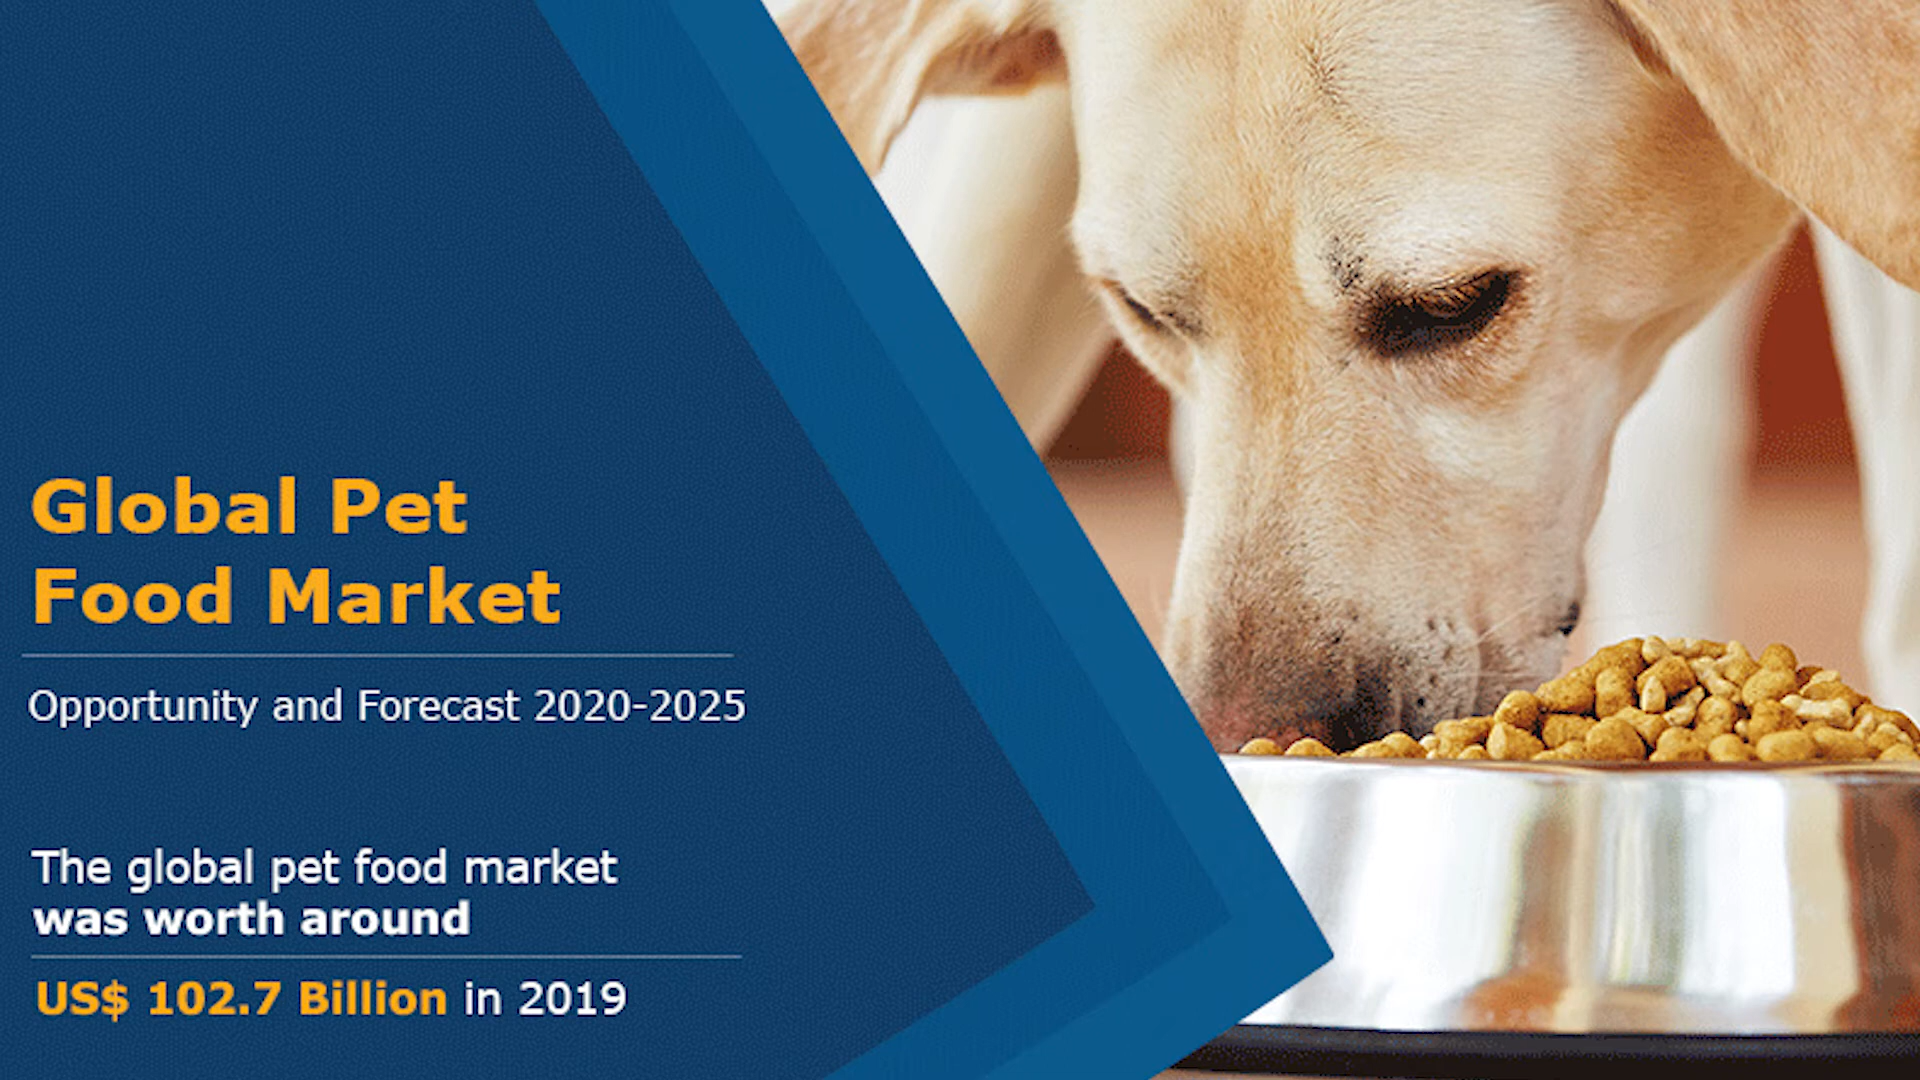 Global Pet
Food Market
Opportunity and Forecast 2020-2025
The global pet food market
was worth around
US$ 102.7 Billion in 2019